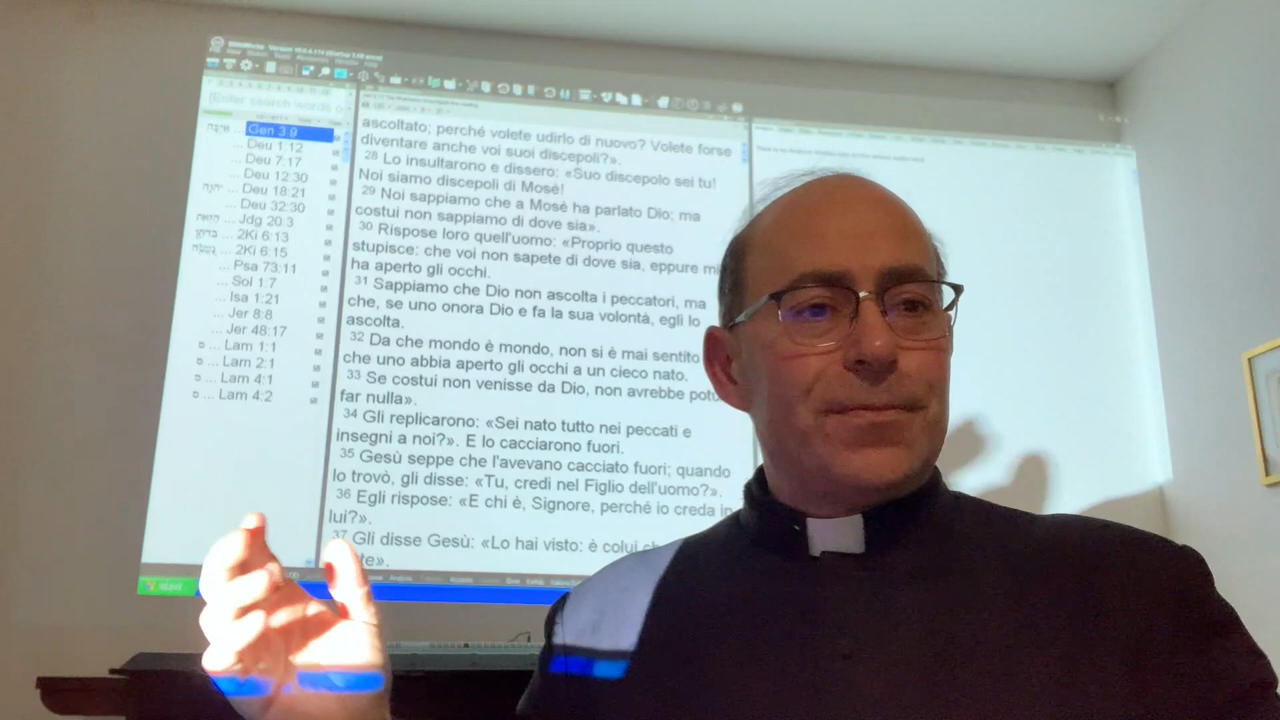 BibleWorks Version
[Enter search words o
Gen 3:9
Deu 1:12
Deu 7:17
Deu 12:30
Deu 18:21
Deu 32:30
Jdg 20:3
2Ki 6:13
2Ki 6:15
Psa 73:11
Sol 1:7
Isa 1:21
Jer 8:8
Jer 48:17
Lam 1:1
Lam 2:1
Lam 4:1
Lam 4:2
ascoltato; perché volete udirlo di nuovo? Volete forse
diventare anche voi suoi discepoli?».
28 Lo insultarono e dissero: «Suo discepolo sei tu!
Noi siamo discepoli di Mosè!
29 Noi sappiamo che a Mosè ha parlato Dio; ma
costui non sappiamo di dove sia».
30 Rispose loro quell'uomo: «Proprio questo
stupisce: che voi non sapete di dove sia, eppure mi
ha aperto gli occhi.
31 Sappiamo che Dio non ascolta i peccatori, ma
che, se uno onora Dio e fa la sua volontà, egli lo
ascolta.
32 Da che mondo è mondo, non si è mai sentito
che uno abbia aperto gli occhi a un cieco nato.
33 Se costui non venisse da Dio, non avrebbe potu
far nulla».
34 Gli replicarono: «Sei nato tutto nei peccati e
insegni a noi?». E lo cacciarono fuori.
35 Gesù seppe che l'avevano cacciato fuori; quando
lo trovò, gli disse: «Tu, credi nel Figlio dell'uomo?».
36 Egli rispose: «E chi è, Signore, perché io creda in
lui?».
37 Gli disse Gesù: «Lo hai visto: è colui ch
te».
start